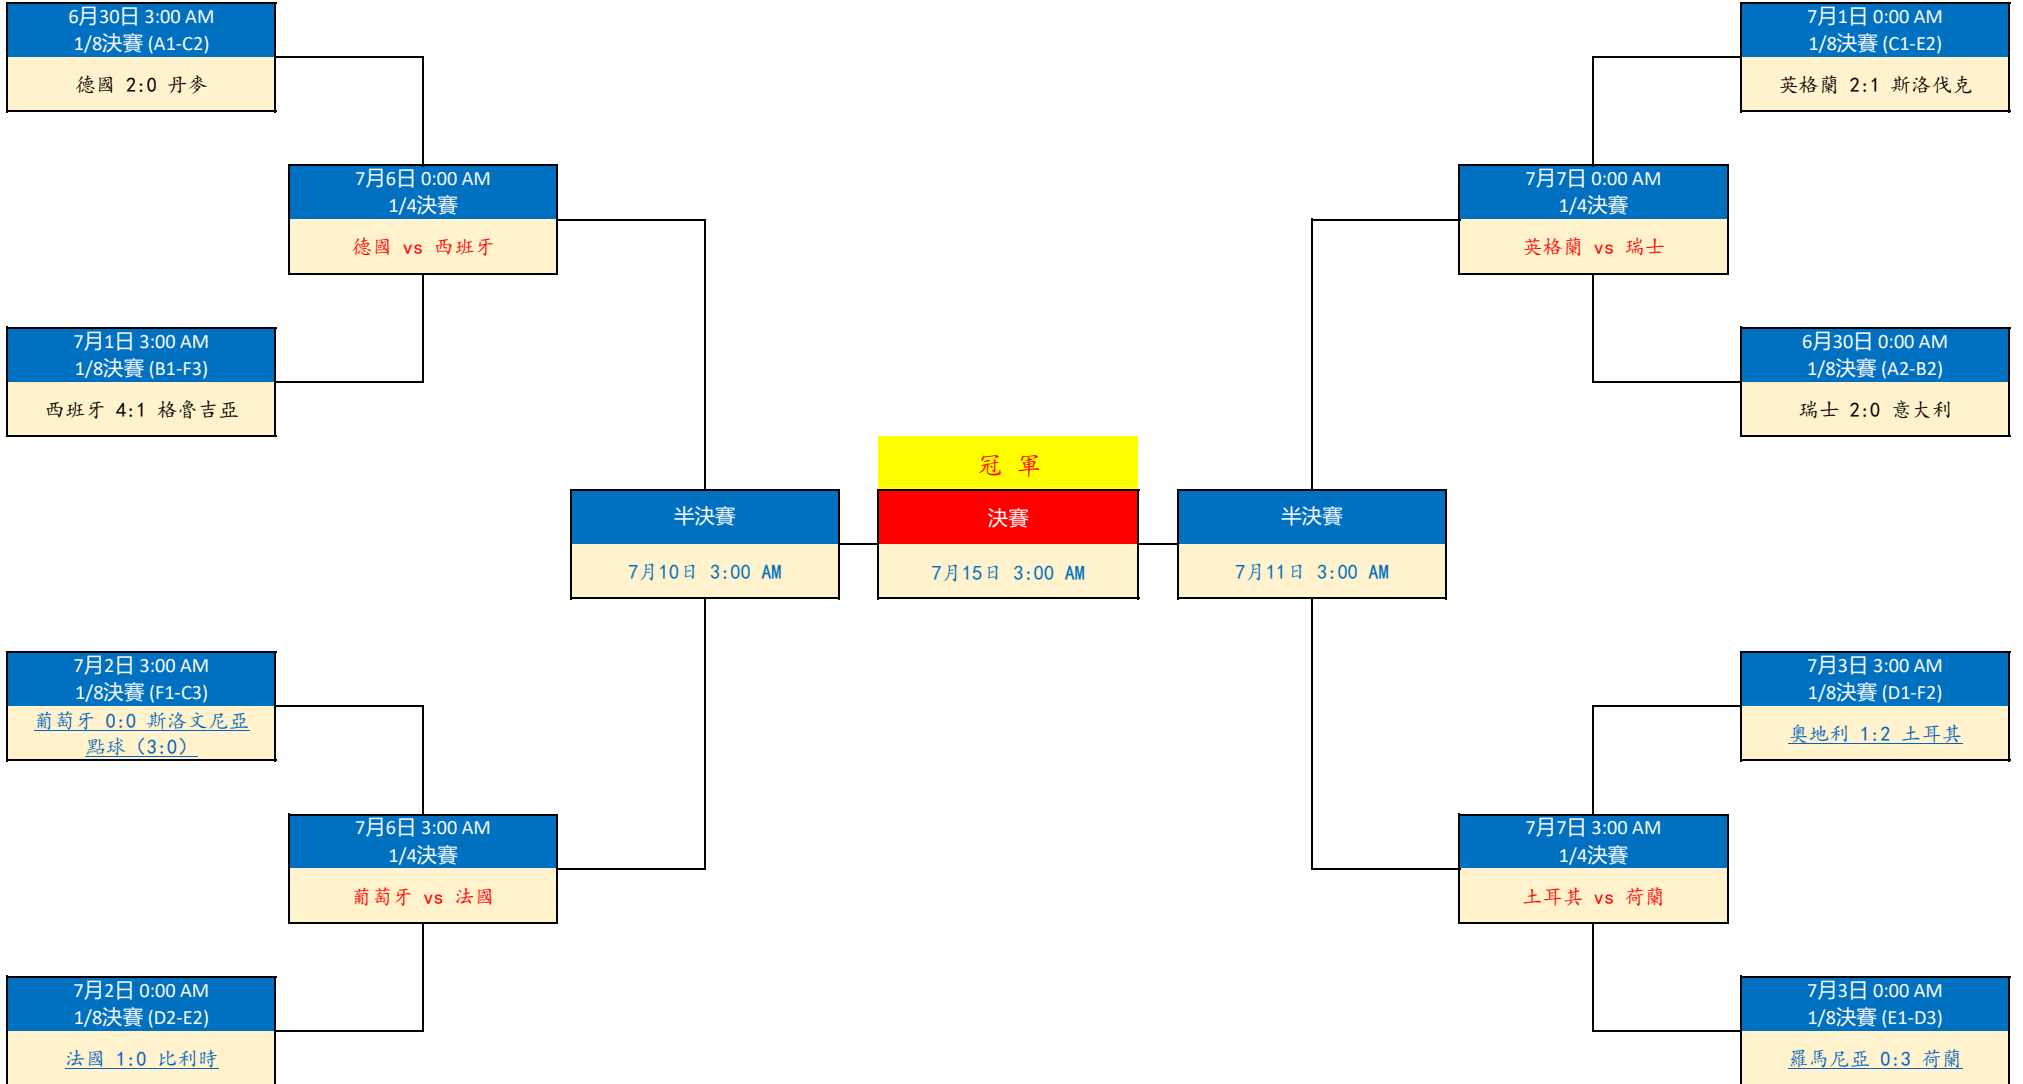 6月30日 3:00 AM
1/8決賽 (A1-C2)
德國 2:0 丹麥
7月6日 0:00 AM
1/4決賽
德國 vs 西班牙
7月1日 3:00 AM
1/8決賽 (B1-F3)
西班牙 4:1 格魯吉亞
半決賽
7月10日 3:00 AM
7月2日 3:00 AM
1/8決賽 (F1-C3)
葡萄牙 0:0 斯洛文尼亞
點球（3:0）
7月6日 3:00 AM
1/4決賽
葡萄牙 vs 法國
7月2日 0:00 AM
1/8決賽 (D2-E2)
法國 1:0 比利時
冠 軍
決賽
7月15日 3:00 AM
7月1日 0:00 AM
1/8決賽 (C1-E2)
英格蘭 2:1 斯洛伐克
7月7日 0:00 AM
1/4決賽
英格蘭 vs 瑞士
6月30日 0:00 AM
1/8決賽 (A2-B2)
瑞士 2:0 意大利
半決賽
7月11日 3:00 AM
7月3日 3:00 AM
1/8決賽 (D1-F2)
奧地利 1:2 土耳其
7月7日 3:00 AM
1/4決賽
土耳其 vs 荷蘭
7月3日 0:00 AM
1/8決賽 (E1-D3)
羅馬尼亞 0:3 荷蘭